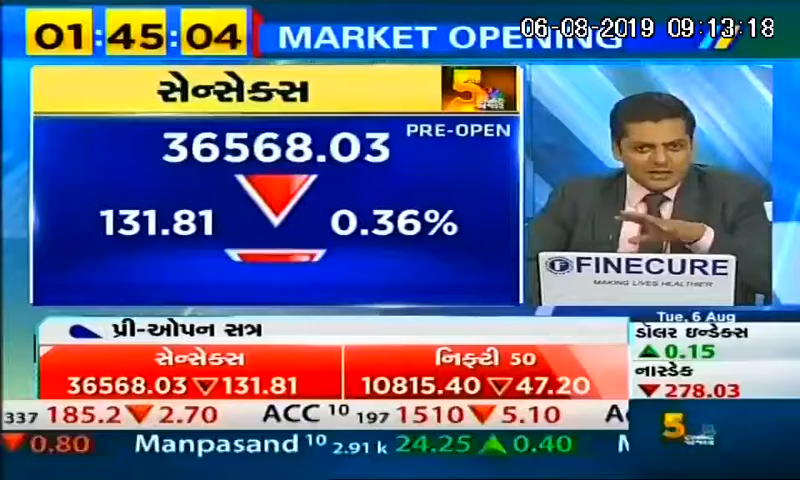 01:45:04
MARKET OPENING
06-08-2019 09:13:18
સેન્સેક્સ
5
36568.03
PRE-OPEN
131.81
0.36%
FINECURE
MAKING LIVES HEALTHIER
Tue, 6 Aug
પ્રી-ઓપન સત્ર
સેન્સેક્સ
36568.03 131.81
નિફ્ટી 50
10815.40 47.20
ડોલર ઇન્ડેક્સ
0.15
નાસ્ડેક
278.03
337 185.2 2.70 ACC 10 197 1510 5.10
0.80 Manpasand 10 2.91 k 24.25 0.40
5